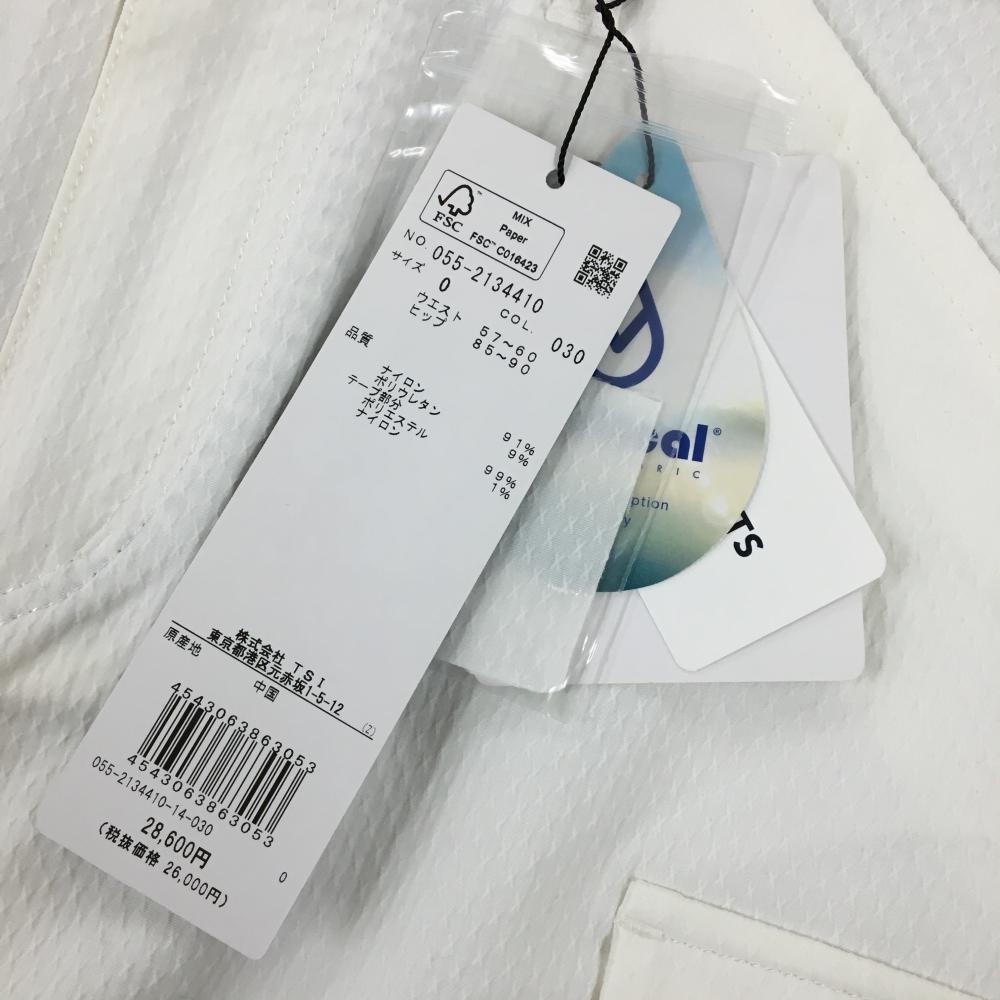 FSC™
MIX
Paper
FSC™ C016423
NO. 055-2134410
サイズ 0 COL. 030
ウエスト 57~60
ヒップ 85~90
品質
ナイロン 91%
ポリウレタン 9%
テープ部分
ポリエステル 99%
ナイロン 1%
株式会社 TSI
東京都港区元赤坂1-5-12
原産地 中国 (Z)
4543063863053
4543063863053
055-2134410-14-030
28,600円
(税抜価格 26,000円)
0
eal®
RIC
ption
y
TS